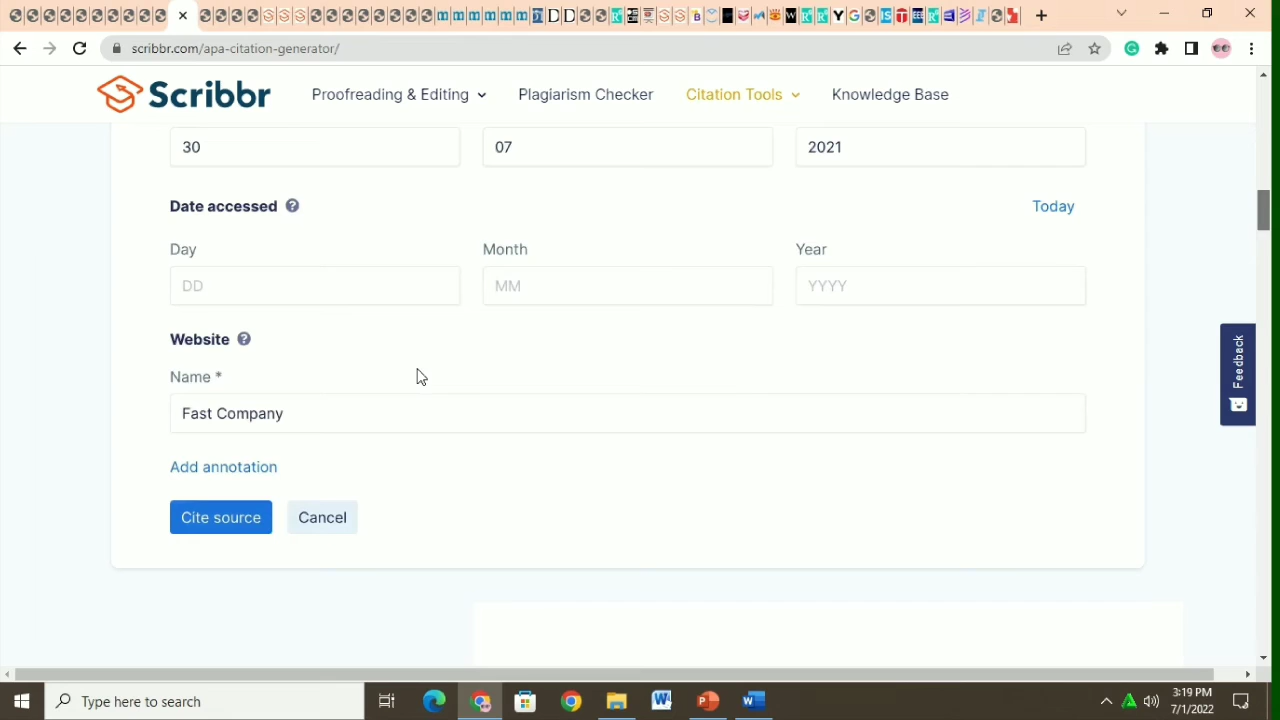 scribbr.com/apa-citation-generator/
Scribbr
Proofreading & Editing
Plagiarism Checker
Citation Tools
Knowledge Base
30
07
2021
Date accessed
Today
Day
Month
Year
DD
MM
YYYY
Website
Name *
Fast Company
Add annotation
Cite source
Cancel
Feedback
Type here to search
3:19 PM
7/1/2022